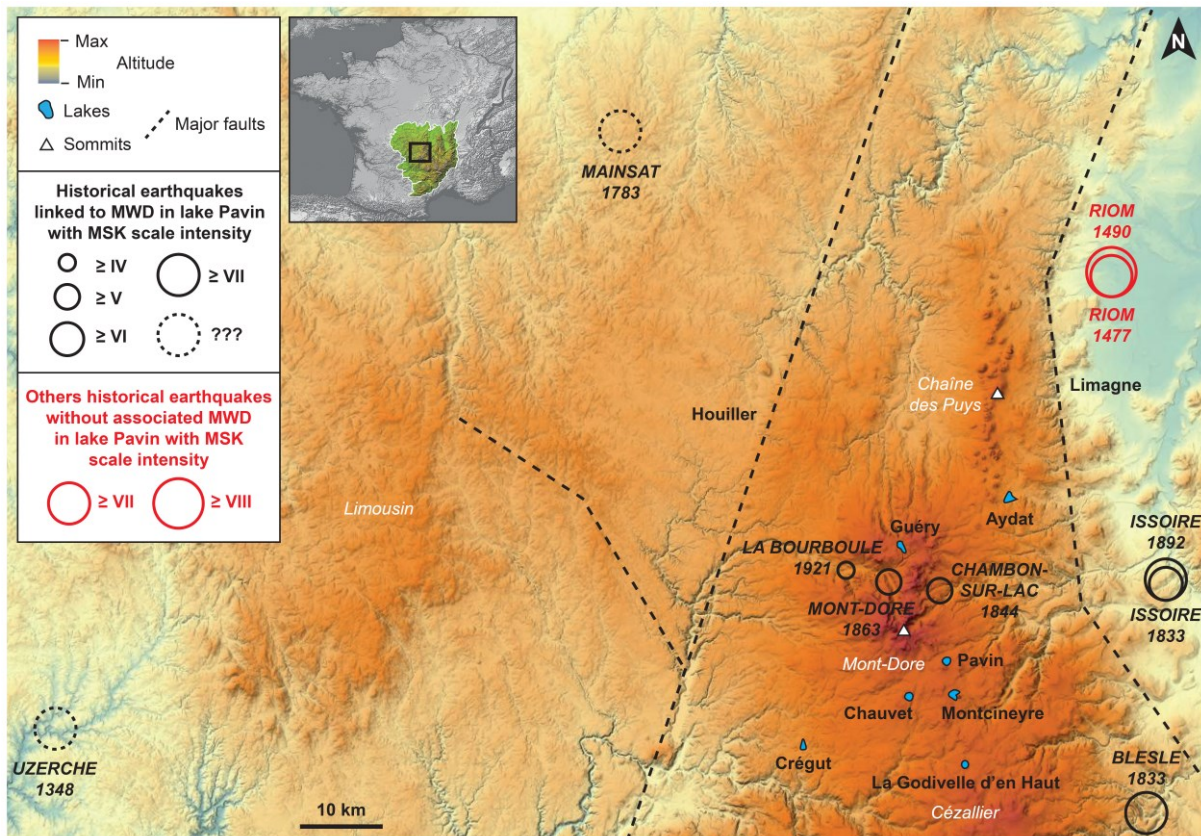 Max
Min
Altitude
Lakes
Sommits
Major faults
Historical earthquakes
linked to MWD in lake Pavin
with MSK scale intensity
≥ IV
≥ V
≥ VI
≥ VII
???
Others historical earthquakes
without associated MWD
in lake Pavin with MSK
scale intensity
≥ VII
≥ VIII
N
MAINSAT
1783
RIOM
1490
RIOM
1477
Chaîne
des Puys
Limagne
Houiller
Limousin
Aydat
Guéry
LA BOURBOULE
1921
MONT-DORE
1863
CHAMBON-
SUR-LAC
1844
ISSOIRE
1892
ISSOIRE
1833
Mont-Dore
Pavin
Chauvet
Montcineyre
UZERCHE
1348
Crégut
La Godivelle d'en Haut
Cézallier
BLESLE
1833
10 km